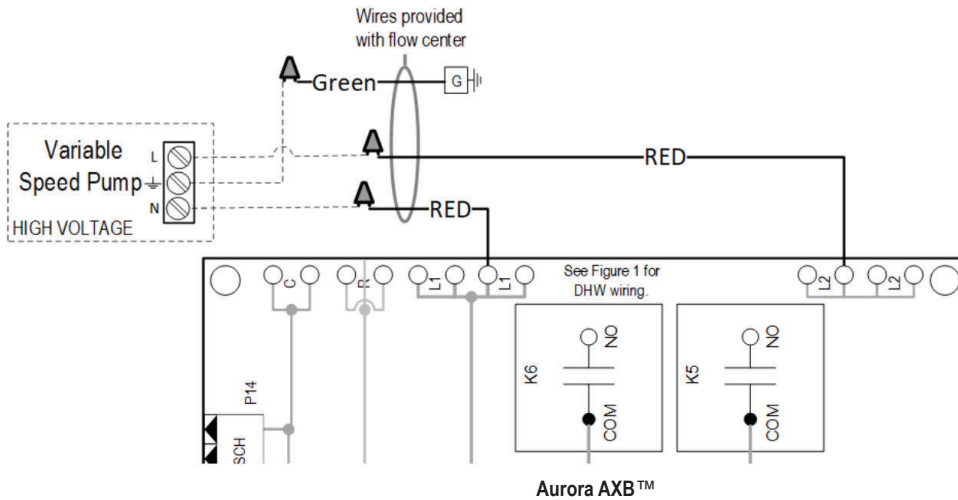 Wires provided
with flow center
Green
G
Variable
Speed Pump
L
N
HIGH VOLTAGE
RED
RED
C
R
L1
L1
See Figure 1 for
DHW wiring.
L2
L2
K6
NO
COM
K5
NO
COM
P14
SCH
Aurora AXB™